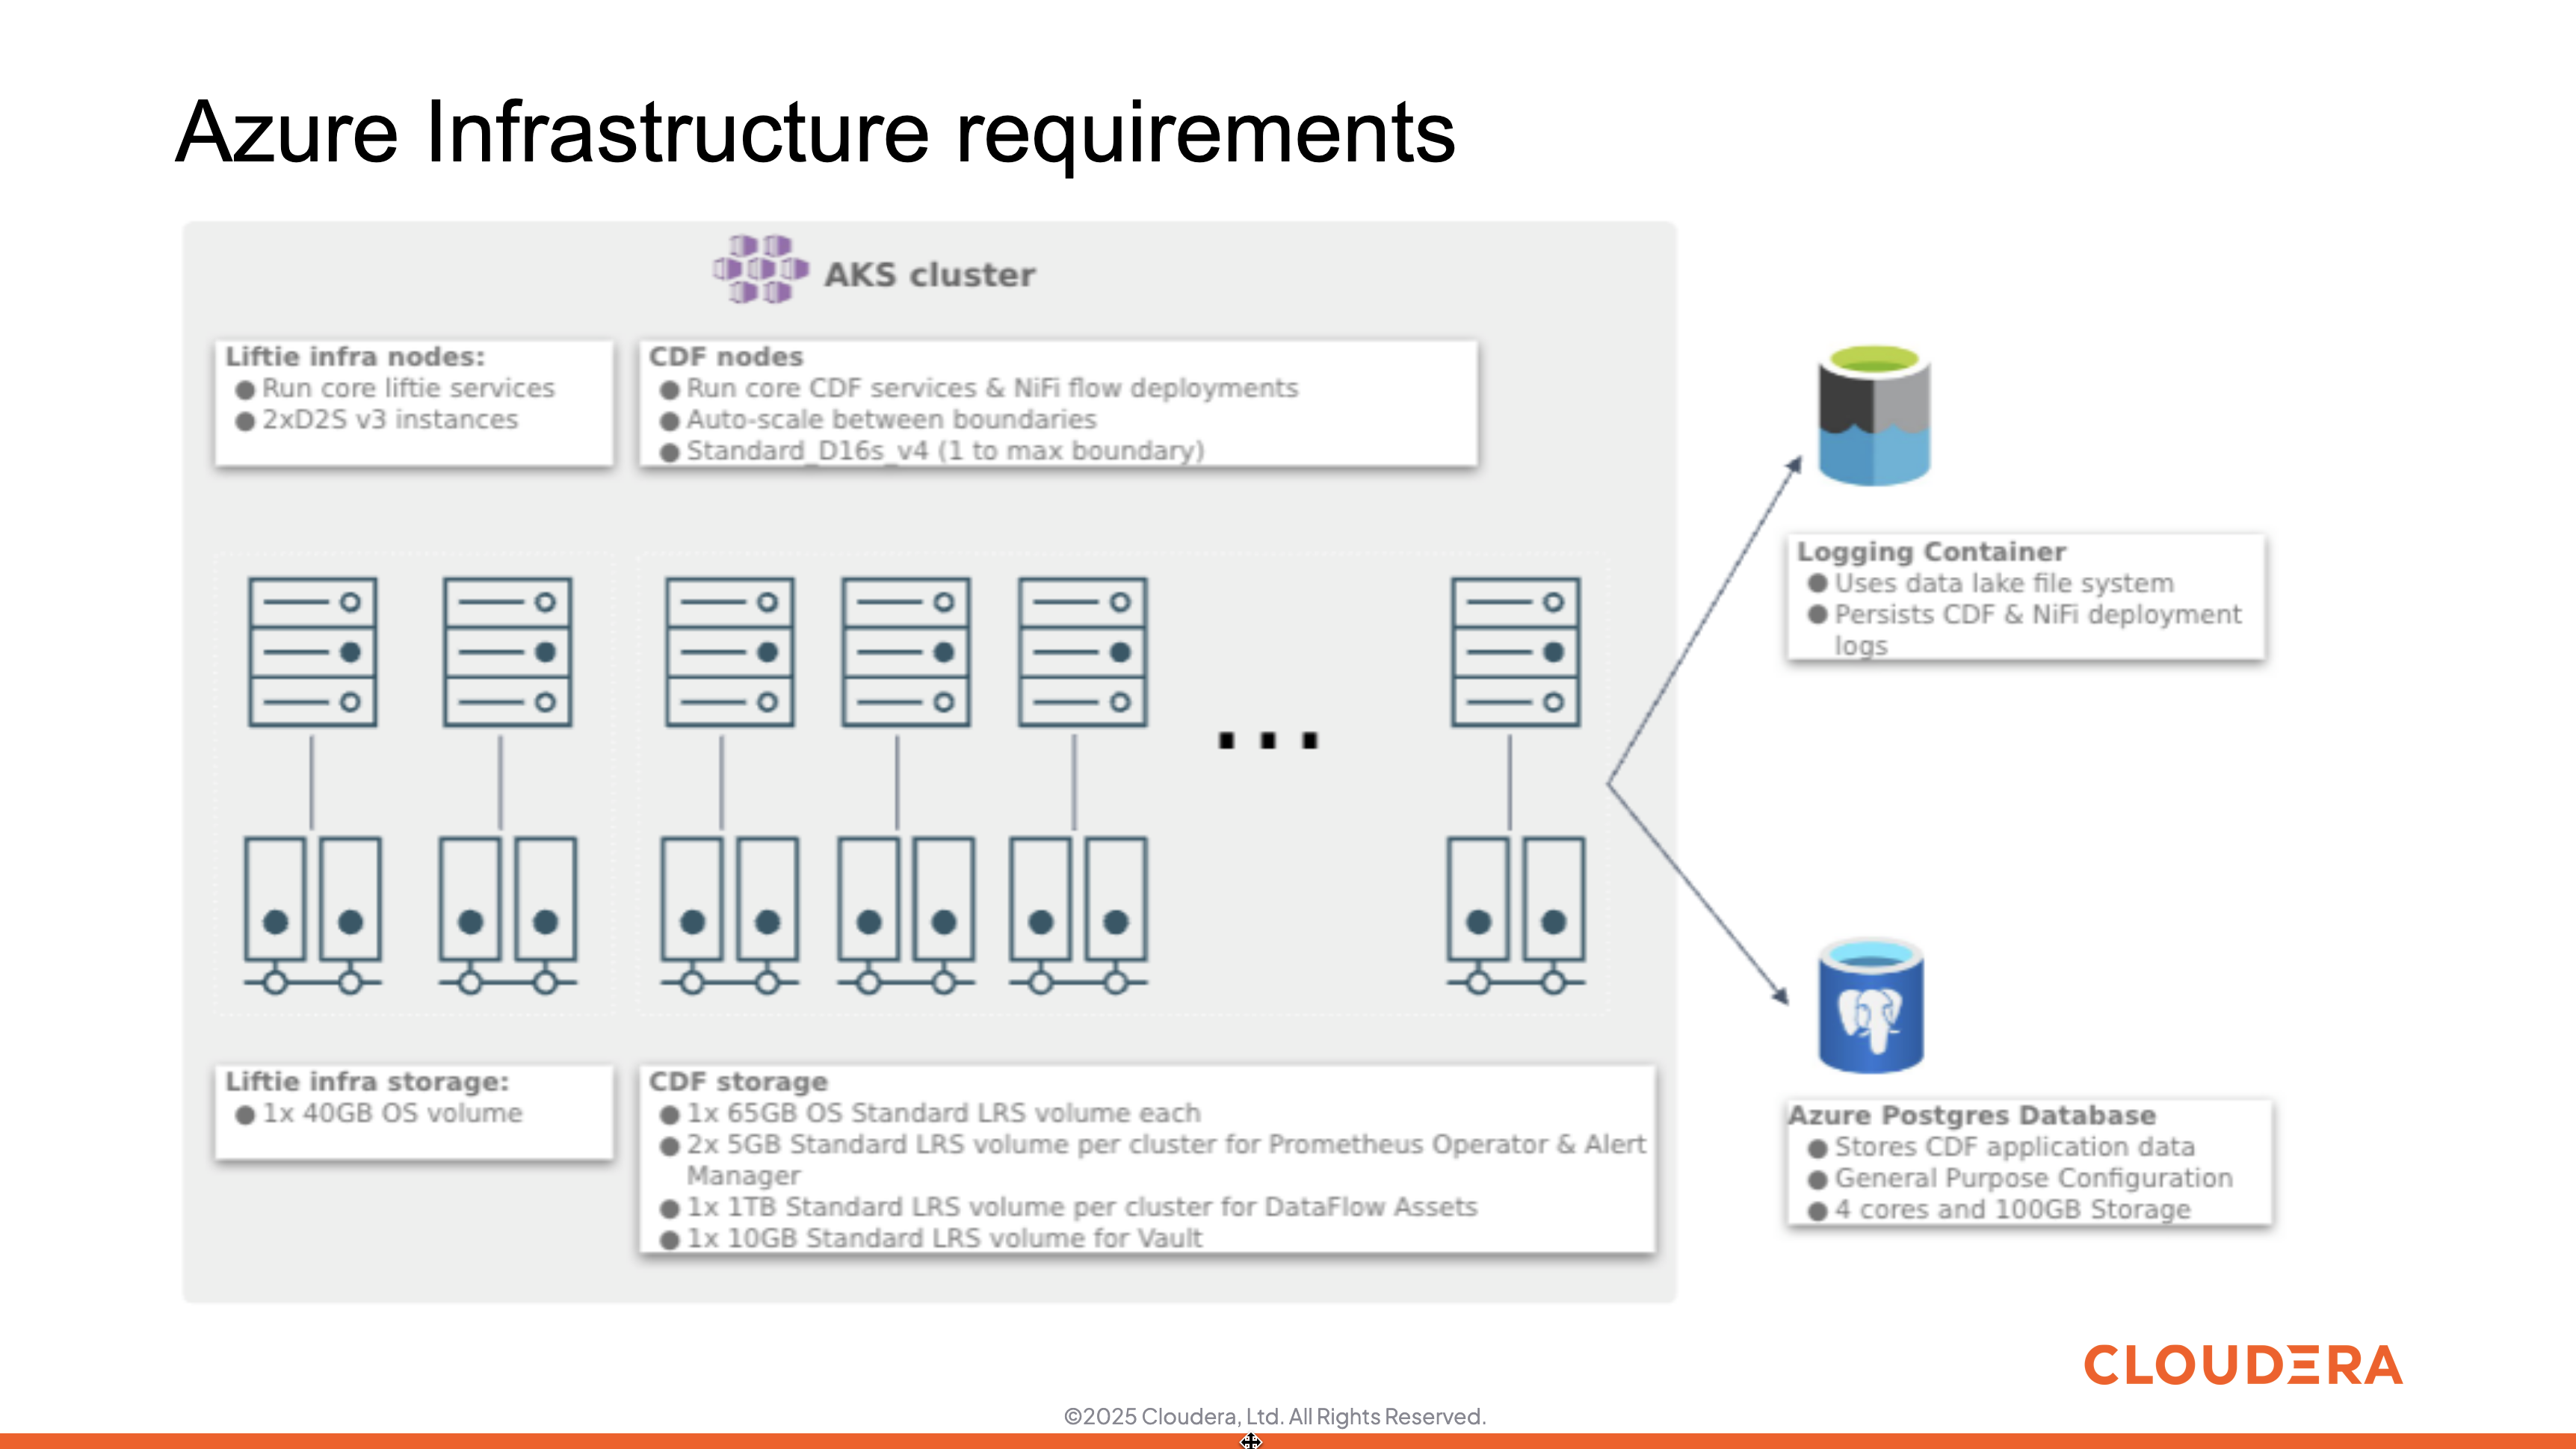 Azure Infrastructure requirements
AKS cluster
Liftie infra nodes:
● Run core liftie services
● 2xD2S v3 instances
CDF nodes
● Run core CDF services & NiFi flow deployments
● Auto-scale between boundaries
● Standard_D16s_v4 (1 to max boundary)
Logging Container
● Uses data lake file system
● Persists CDF & NiFi deployment
logs
...
Liftie infra storage:
● 1x 40GB OS volume
CDF storage
● 1x 65GB OS Standard LRS volume each
● 2x 5GB Standard LRS volume per cluster for Prometheus Operator & Alert
Manager
● 1x 1TB Standard LRS volume per cluster for DataFlow Assets
● 1x 10GB Standard LRS volume for Vault
Azure Postgres Database
● Stores CDF application data
● General Purpose Configuration
● 4 cores and 100GB Storage
CLOUDERA
©2025 Cloudera, Ltd. All Rights Reserved.